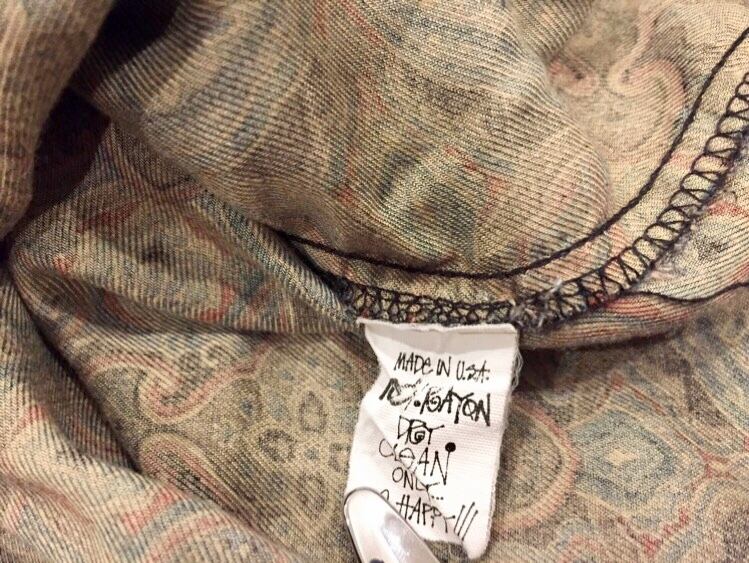 MADE IN U.S.A.
RAYON
DRY
CLEAN
ONLY...
HAPPY!!!